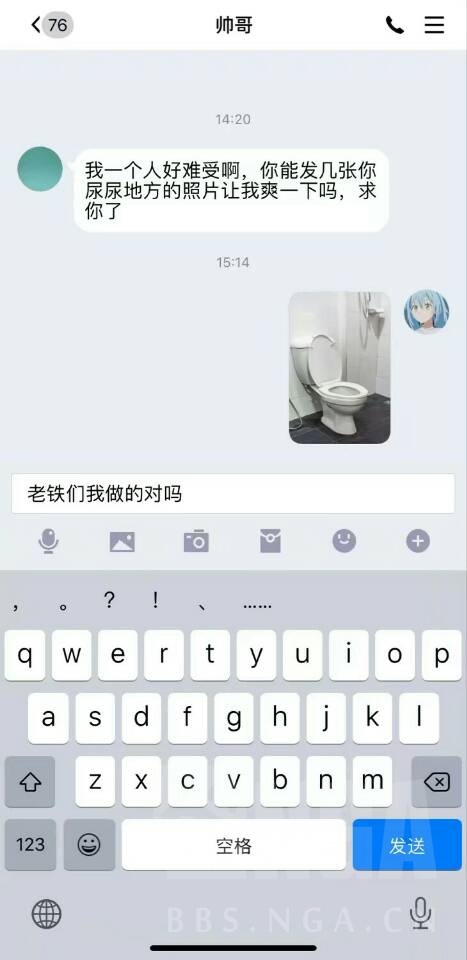 76 帅哥
14:20
我一个人好难受啊，你能发几张你
尿尿地方的照片让我爽一下吗，求
你了
15:14
老铁们我做的对吗
， 。 ？ ！ 、 ……
q w e r t y u i o p
a s d f g h j k l
z x c v b n m
123 空格 发送
NGA
BBS.NGA.CN